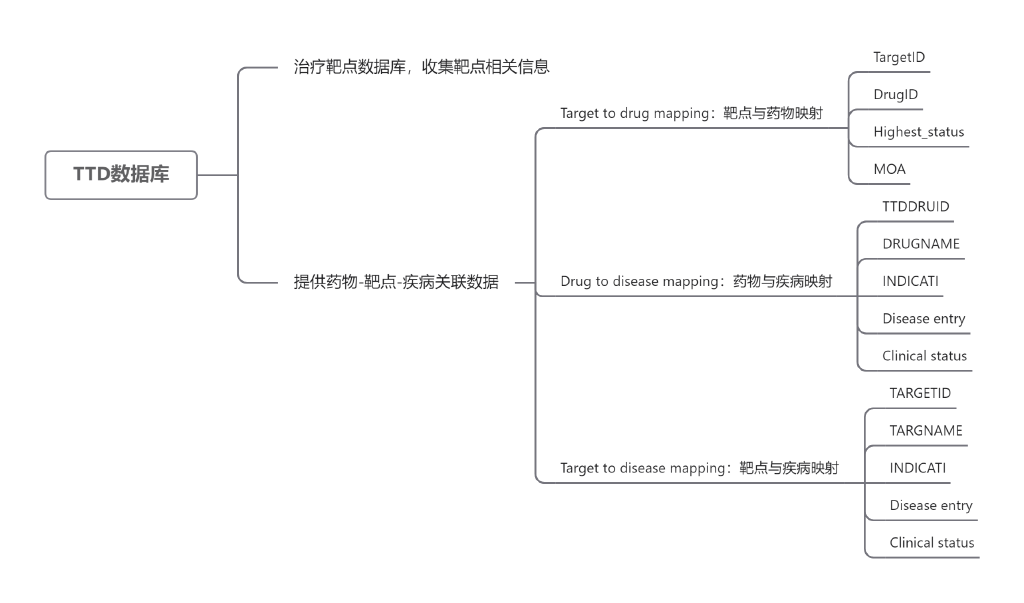 TTD数据库
治疗靶点数据库，收集靶点相关信息
提供药物-靶点-疾病关联数据
Target to drug mapping：靶点与药物映射
TargetID
DrugID
Highest_status
MOA
Drug to disease mapping：药物与疾病映射
TTDDRUID
DRUGNAME
INDICATI
Disease entry
Clinical status
Target to disease mapping：靶点与疾病映射
TARGETID
TARGNAME
INDICATI
Disease entry
Clinical status